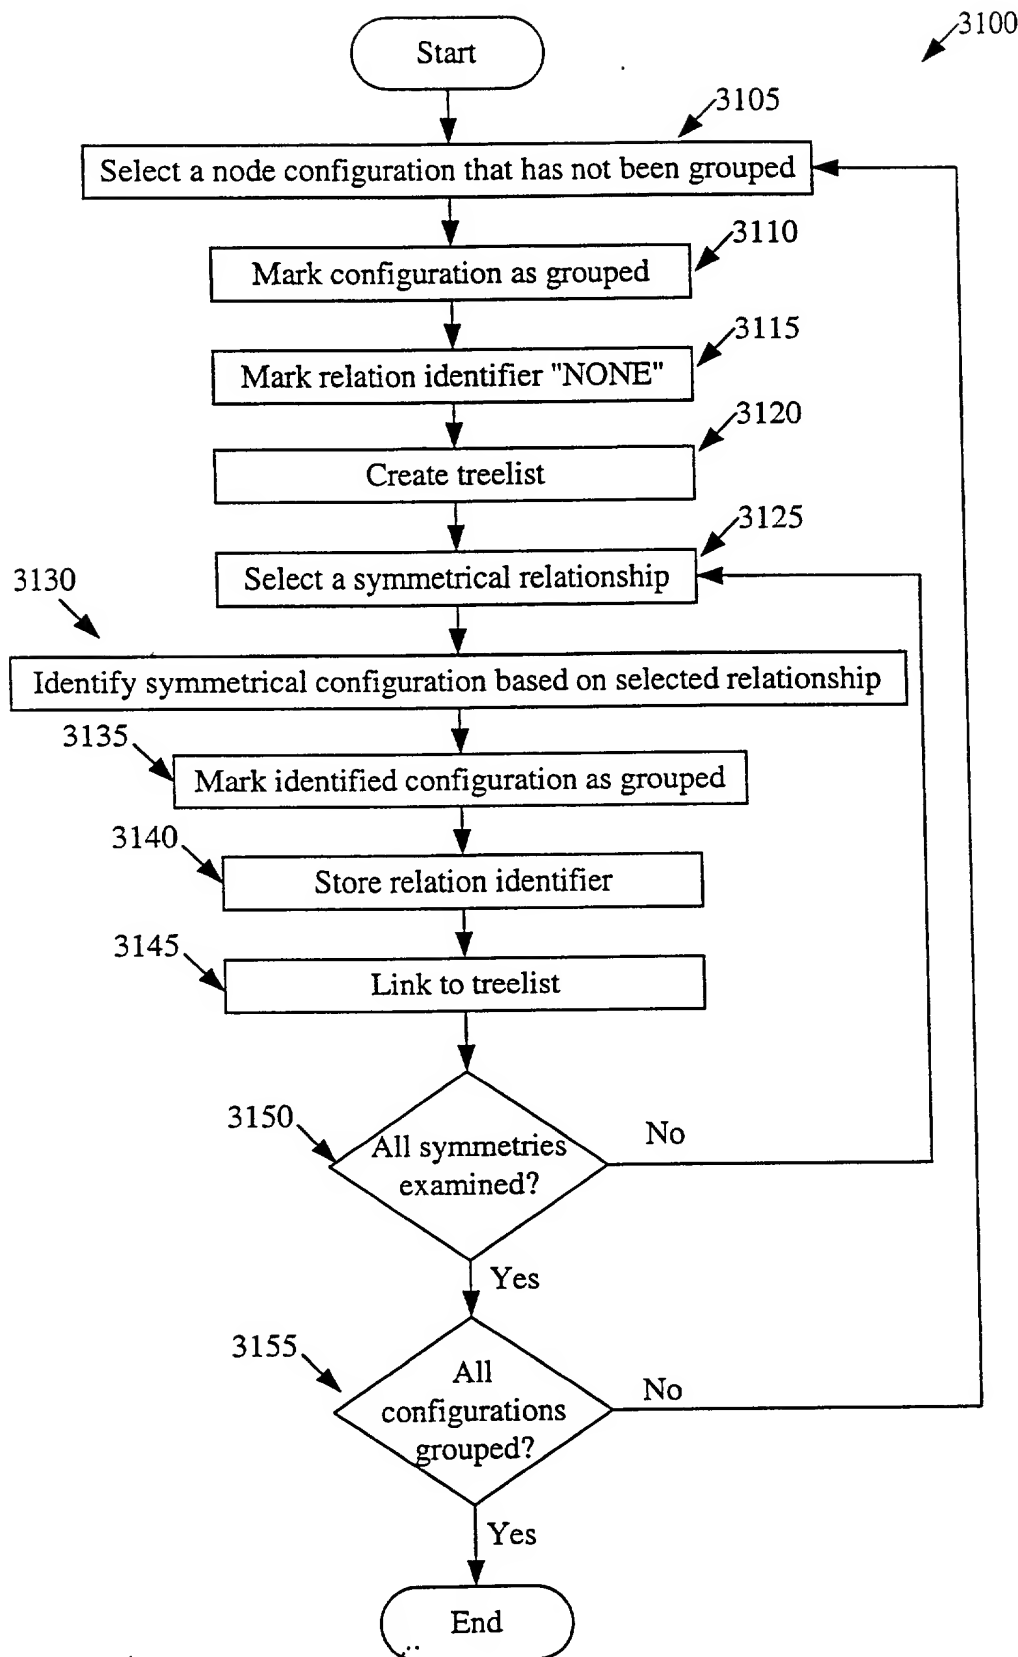 3100
Start
3105
Select a node configuration that has not been grouped
3110
Mark configuration as grouped
3115
Mark relation identifier "NONE"
3120
Create treelist
3125
Select a symmetrical relationship
3130
Identify symmetrical configuration based on selected relationship
3135
Mark identified configuration as grouped
3140
Store relation identifier
3145
Link to treelist
3150
All symmetries
examined?
No
Yes
3155
All
configurations
grouped?
No
Yes
End